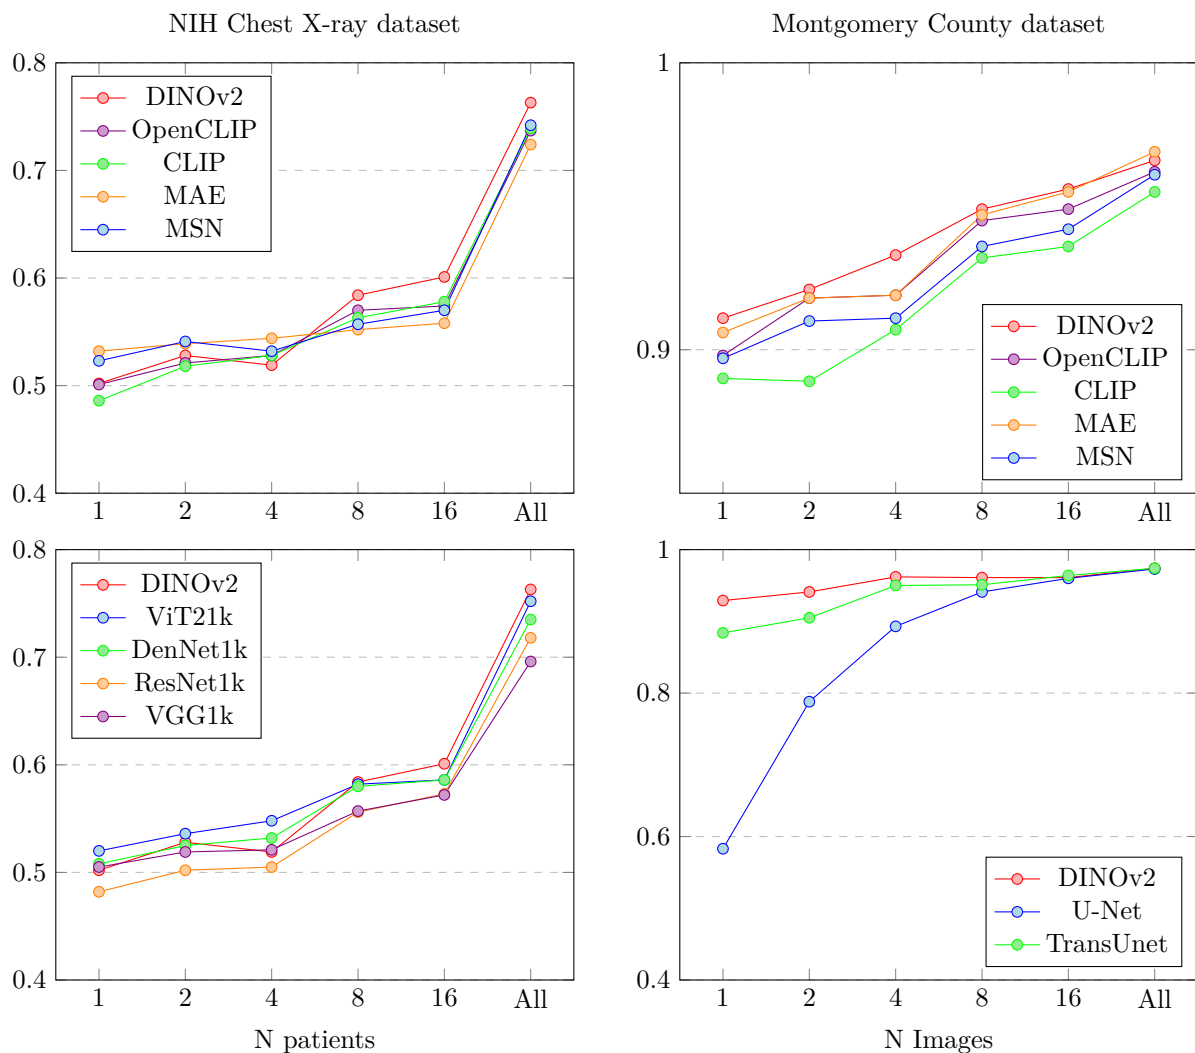 NIH Chest X-ray dataset
0.8
0.7
0.6
0.5
0.4
DINOv2
OpenCLIP
CLIP
MAE
MSN
1 2 4 8 16 All
Montgomery County dataset
1
0.9
DINOv2
OpenCLIP
CLIP
MAE
MSN
1 2 4 8 16 All
0.8
0.7
0.6
0.5
0.4
DINOv2
ViT21k
DenNet1k
ResNet1k
VGG1k
1 2 4 8 16 All
N patients
1
0.8
0.6
0.4
DINOv2
U-Net
TransUnet
1 2 4 8 16 All
N Images